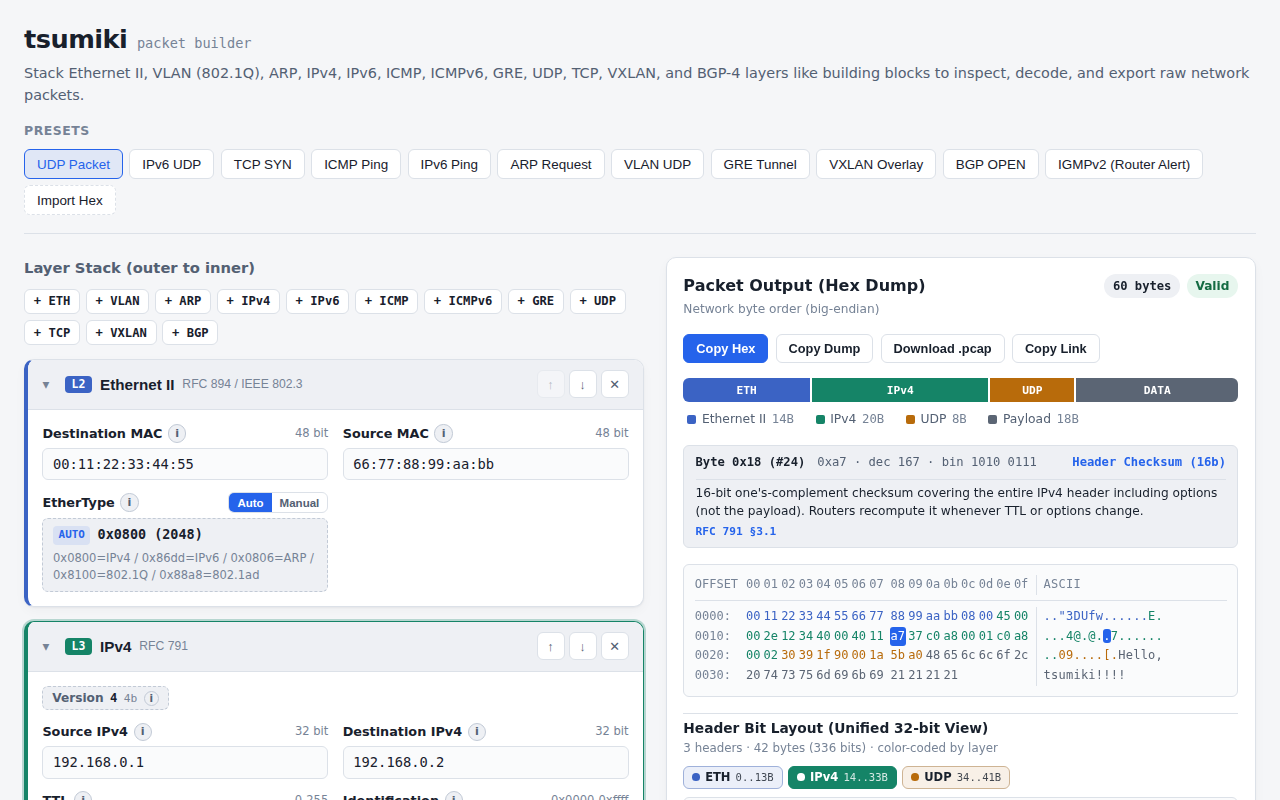 tsumiki packet builder
Stack Ethernet II, VLAN (802.1Q), ARP, IPv4, IPv6, ICMP, ICMPv6, GRE, UDP, TCP, VXLAN, and BGP-4 layers like building blocks to inspect, decode, and export raw network
packets.
PRESETS
UDP Packet IPv6 UDP TCP SYN ICMP Ping IPv6 Ping ARP Request VLAN UDP GRE Tunnel VXLAN Overlay BGP OPEN IGMPv2 (Router Alert)
Import Hex
Layer Stack (outer to inner)
+ ETH + VLAN + ARP + IPv4 + IPv6 + ICMP + ICMPv6 + GRE + UDP
+ TCP + VXLAN + BGP
▼ L2 Ethernet II RFC 894 / IEEE 802.3 ↑ ↓ ✕
Destination MAC i 48 bit Source MAC i 48 bit
00:11:22:33:44:55 66:77:88:99:aa:bb
EtherType i Auto Manual
AUTO 0x0800 (2048)
0x0800=IPv4 / 0x86dd=IPv6 / 0x0806=ARP /
0x8100=802.1Q / 0x88a8=802.1ad
▼ L3 IPv4 RFC 791 ↑ ↓ ✕
Version 4 4b i
Source IPv4 i 32 bit Destination IPv4 i 32 bit
192.168.0.1 192.168.0.2
TTL i 0-255 Identification i 0x0000-0xffff
Packet Output (Hex Dump) 60 bytes Valid
Network byte order (big-endian)
Copy Hex Copy Dump Download .pcap Copy Link
ETH IPv4 UDP DATA
Ethernet II 14B IPv4 20B UDP 8B Payload 18B
Byte 0x18 (#24) 0xa7 · dec 167 · bin 1010 0111 Header Checksum (16b)
16-bit one's-complement checksum covering the entire IPv4 header including options
(not the payload). Routers recompute it whenever TTL or options change.
RFC 791 §3.1
OFFSET 00 01 02 03 04 05 06 07 08 09 0a 0b 0c 0d 0e 0f ASCII
0000: 00 11 22 33 44 55 66 77 88 99 aa bb 08 00 45 00 .."3DUfw......E.
0010: 00 2e 12 34 40 00 40 11 a7 37 c0 a8 00 01 c0 a8 ...4@.@..7......
0020: 00 02 30 39 1f 90 00 1a 5b a0 48 65 6c 6c 6f 2c ..09....[.Hello,
0030: 20 74 73 75 6d 69 6b 69 21 21 21 21 tsumiki!!!!
Header Bit Layout (Unified 32-bit View)
3 headers · 42 bytes (336 bits) · color-coded by layer
ETH 0..13B IPv4 14..33B UDP 34..41B